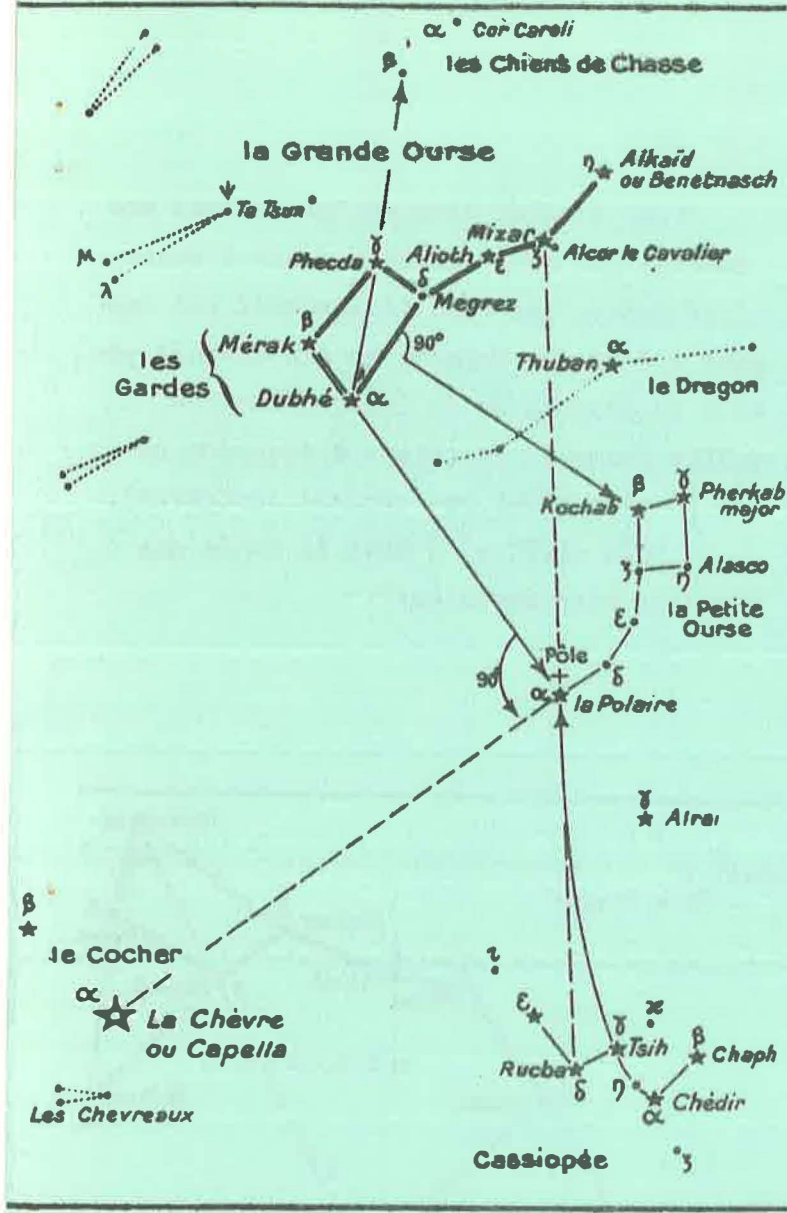 α Cor Caroli
β les Chiens de Chasse
la Grande Ourse
η Alkaïd
ou Benetnasch
Ta Tsun
μ
λ
γ
Phecda
Mizar
ζ
Alcor le Cavalier
Alioth ε
δ
Mégrez
β
Mérak
les
Gardes
Dubhé α
90°
α
Thuban
le Dragon
β
Kochab
γ
Pherkab
major
ζ
η
Alasco
la Petite
Ourse
ε
δ
Pôle
90°
α la Polaire
γ
Alrai
β
le Cocher
α
La Chèvre
ou Capella
Les Chevreaux
ι
ε
γ
Tsih
ϰ
β
Chaph
Rucba
δ
η
α
Chédir
Cassiopée
ζ